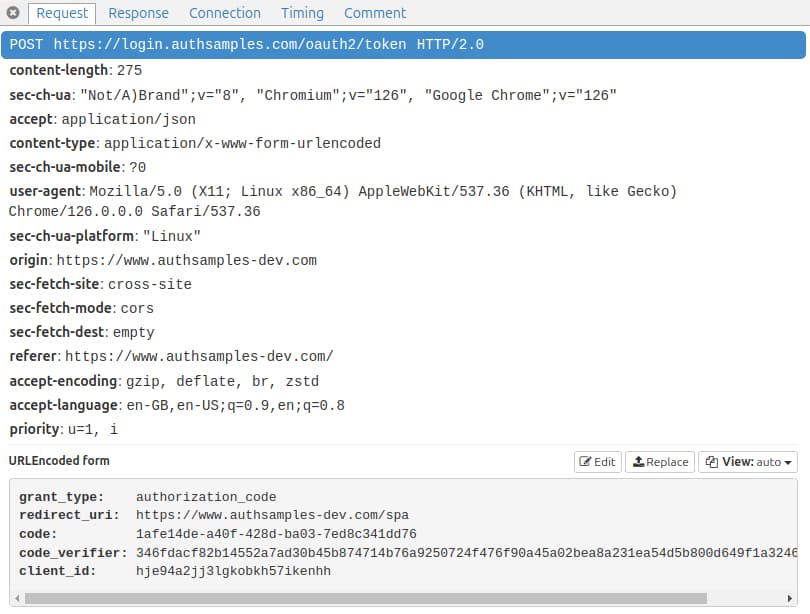 Request Response Connection Timing Comment
POST https://login.authsamples.com/oauth2/token HTTP/2.0
content-length: 275
sec-ch-ua: "Not/A)Brand";v="8", "Chromium";v="126", "Google Chrome";v="126"
accept: application/json
content-type: application/x-www-form-urlencoded
sec-ch-ua-mobile: ?0
user-agent: Mozilla/5.0 (X11; Linux x86_64) AppleWebKit/537.36 (KHTML, like Gecko)
Chrome/126.0.0.0 Safari/537.36
sec-ch-ua-platform: "Linux"
origin: https://www.authsamples-dev.com
sec-fetch-site: cross-site
sec-fetch-mode: cors
sec-fetch-dest: empty
referer: https://www.authsamples-dev.com/
accept-encoding: gzip, deflate, br, zstd
accept-language: en-GB,en-US;q=0.9,en;q=0.8
priority: u=1, i
URLEncoded form Edit Replace View: auto
grant_type: authorization_code
redirect_uri: https://www.authsamples-dev.com/spa
code: 1afe14de-a40f-428d-ba03-7ed8c341dd76
code_verifier: 346fdacf82b14552a7ad30b45b874714b76a9250724f476f90a45a02bea8a231ea54d5b800d649f1a3246
client_id: hje94a2jj3lgkobkh57ikenhh